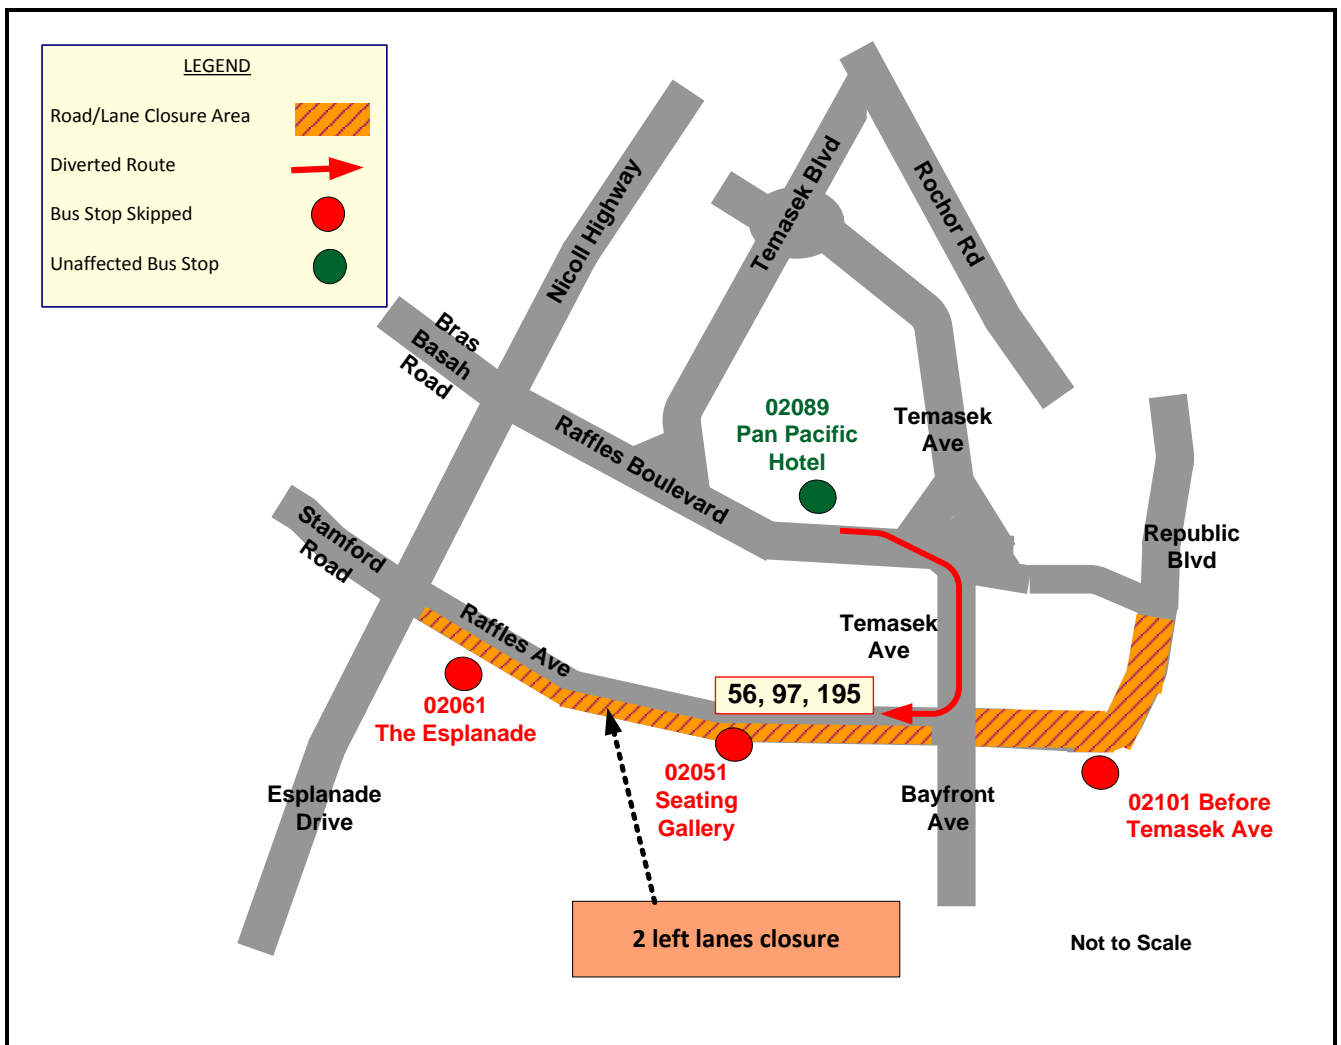 LEGEND
Road/Lane Closure Area
Diverted Route
Bus Stop Skipped
Unaffected Bus Stop
Nicoll Highway
Temasek Blvd
Rochor Rd
Bras
Basah
Road
Raffles Boulevard
02089
Pan Pacific
Hotel
Temasek
Ave
Republic
Blvd
Stamford
Road
Raffles Ave
Temasek
Ave
02061
The Esplanade
56, 97, 195
02051
Seating
Gallery
Esplanade
Drive
Bayfront
Ave
02101 Before
Temasek Ave
2 left lanes closure
Not to Scale